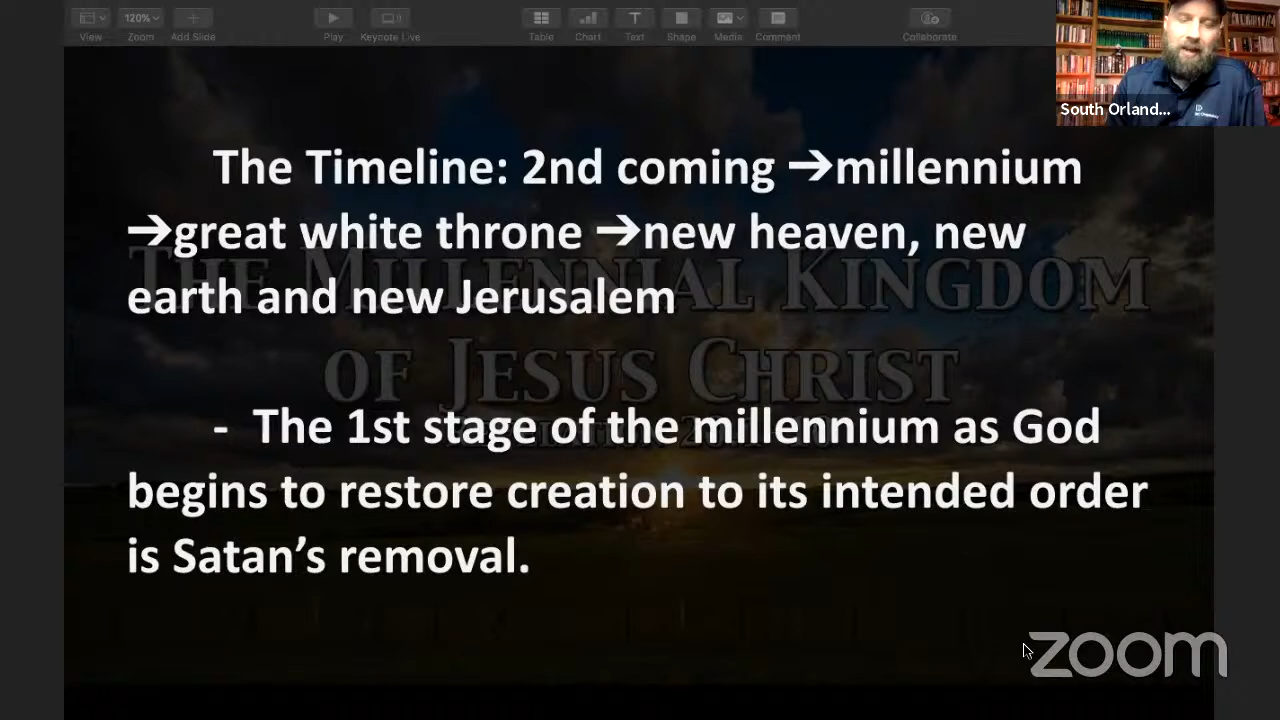 View
120%
Zoom
Add Slide
Play
Keynote Live
Table
Chart
Text
Shape
Media
Comment
Collaborate
South Orland...
The Timeline: 2nd coming ➔millennium
➔great white throne ➔new heaven, new
earth and new Jerusalem
The Millennial Kingdom
of Jesus Christ
- The 1st stage of the millennium as God
begins to restore creation to its intended order
is Satan’s removal.
zoom